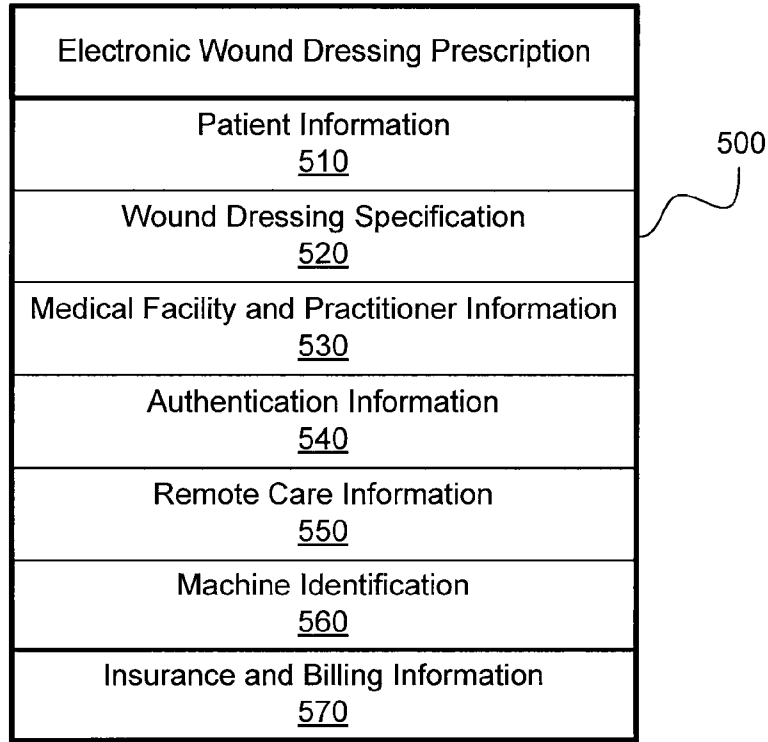 Electronic Wound Dressing Prescription
Patient Information
510
500
Wound Dressing Specification
520
Medical Facility and Practitioner Information
530
Authentication Information
540
Remote Care Information
550
Machine Identification
560
Insurance and Billing Information
570